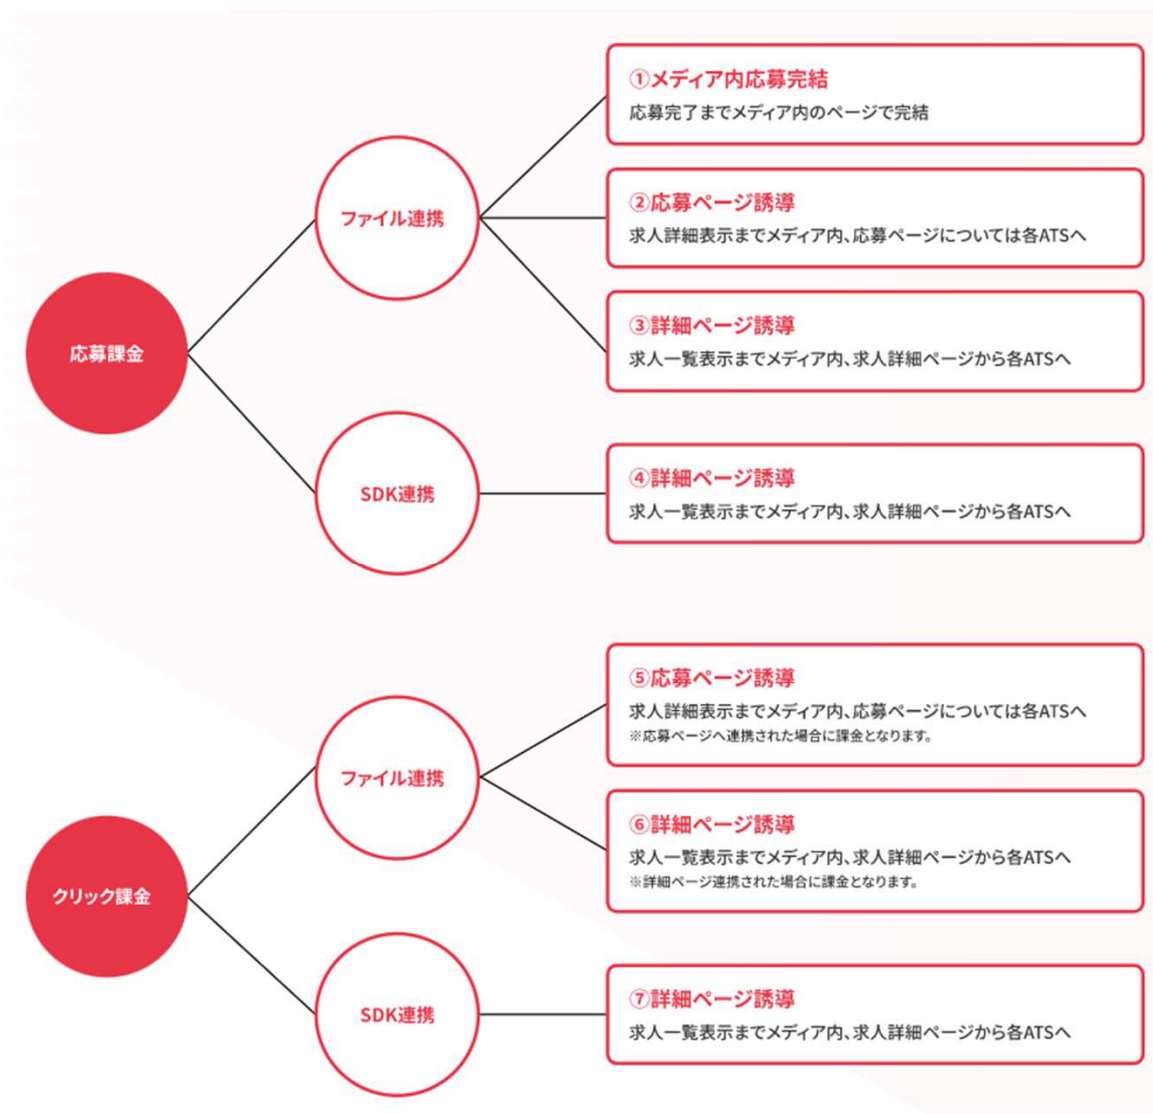 応募課金
ファイル連携
①メディア内応募完結
応募完了までメディア内のページで完結
②応募ページ誘導
求人詳細表示までメディア内、応募ページについては各ATSへ
③詳細ページ誘導
求人一覧表示までメディア内、求人詳細ページから各ATSへ
SDK連携
④詳細ページ誘導
求人一覧表示までメディア内、求人詳細ページから各ATSへ
クリック課金
ファイル連携
⑤応募ページ誘導
求人詳細表示までメディア内、応募ページについては各ATSへ
※応募ページへ連携された場合に課金となります。
⑥詳細ページ誘導
求人一覧表示までメディア内、求人詳細ページから各ATSへ
※詳細ページ連携された場合に課金となります。
SDK連携
⑦詳細ページ誘導
求人一覧表示までメディア内、求人詳細ページから各ATSへ